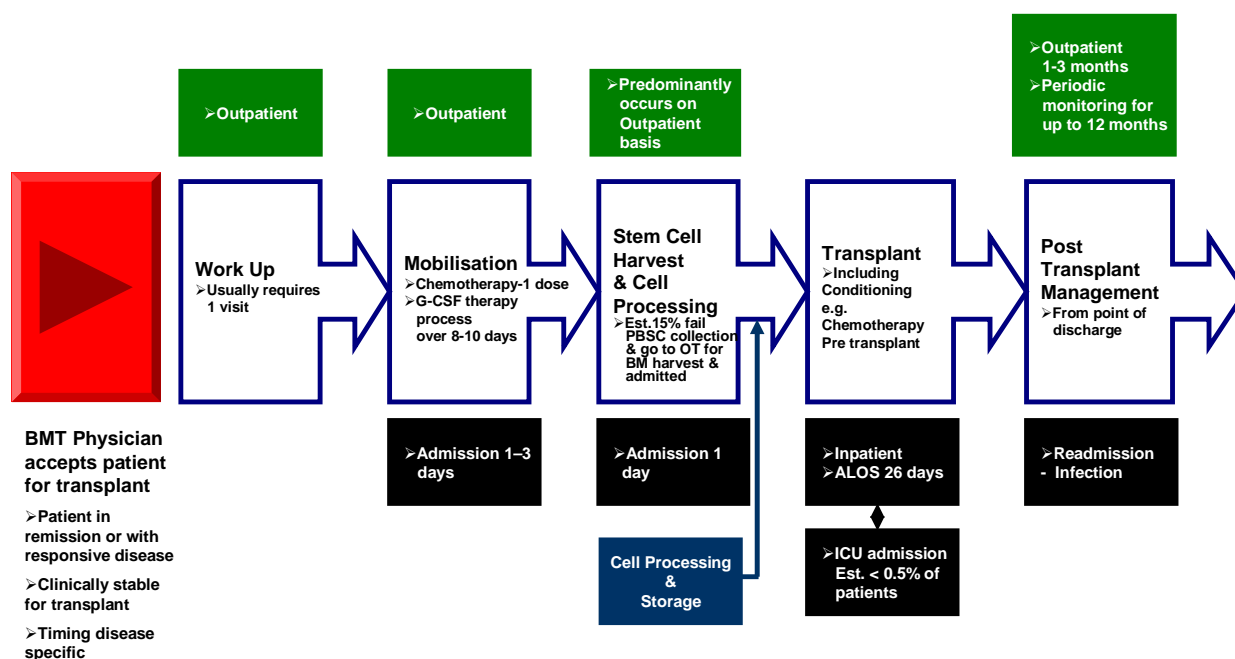 ➢Outpatient
➢Outpatient
➢Predominantly
occurs on
Outpatient
basis
➢Outpatient
1-3 months
➢Periodic
monitoring for
up to 12 months
Work Up
➢Usually requires
1 visit
Mobilisation
➢Chemotherapy-1 dose
➢G-CSF therapy
process
over 8-10 days
Stem Cell
Harvest
& Cell
Processing
➢Est.15% fail
PBSC collection
& go to OT for
BM harvest &
admitted
Transplant
➢Including
Conditioning
e.g.
Chemotherapy
Pre transplant
Post
Transplant
Management
➢From point of
discharge
BMT Physician
accepts patient
for transplant
➢Patient in
remission or with
responsive disease
➢Clinically stable
for transplant
➢Timing disease
specific
➢Admission 1–3
days
➢Admission 1
day
➢Inpatient
➢ALOS 26 days
➢Readmission
- Infection
Cell Processing
&
Storage
➢ICU admission
Est. < 0.5% of
patients